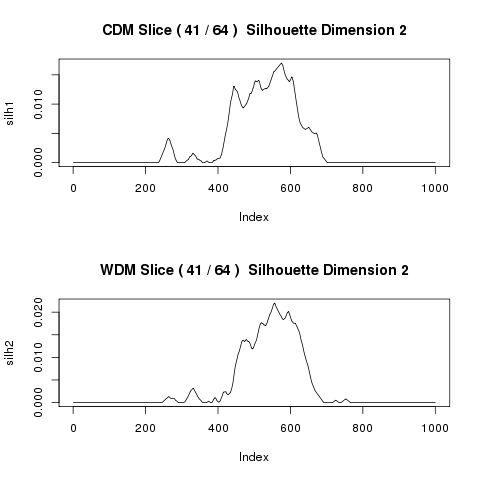 CDM Slice ( 41 / 64 )  Silhouette Dimension 2
silh1
0.010
0.000
0 200 400 600 800 1000
Index
WDM Slice ( 41 / 64 )  Silhouette Dimension 2
silh2
0.020
0.010
0.000
0 200 400 600 800 1000
Index